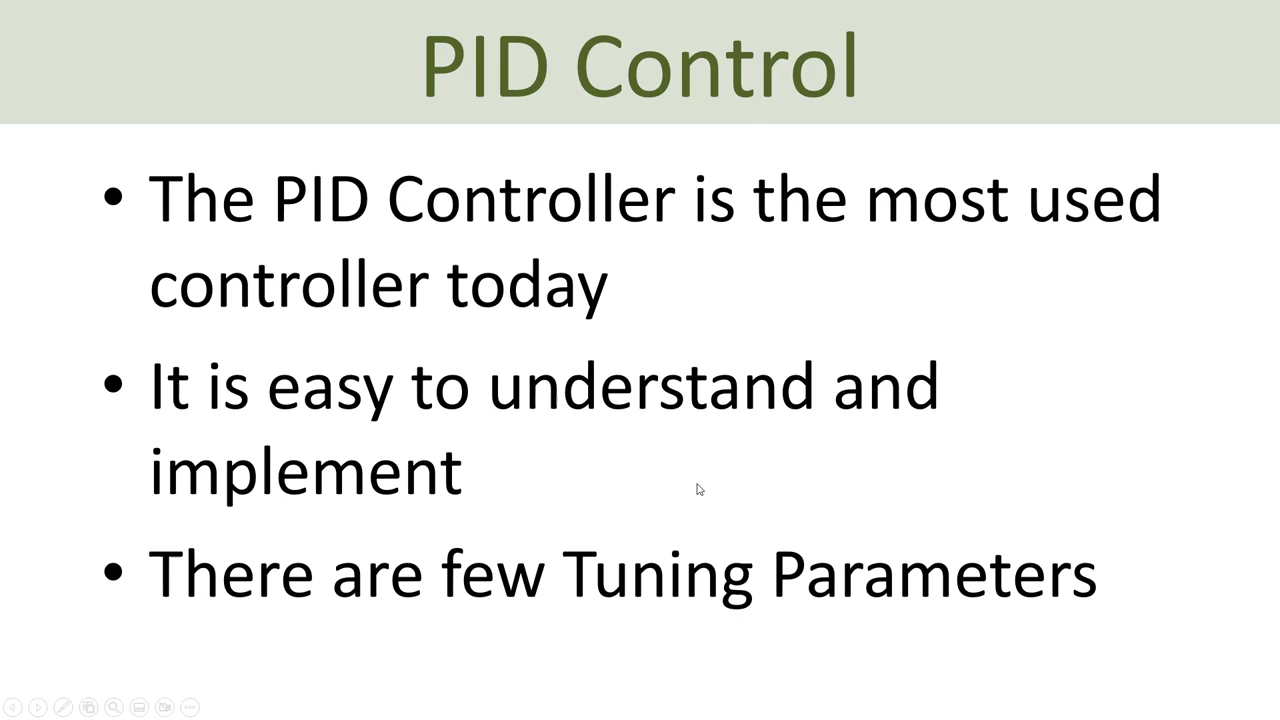 PID Control
• The PID Controller is the most used
controller today
• It is easy to understand and
implement
• There are few Tuning Parameters